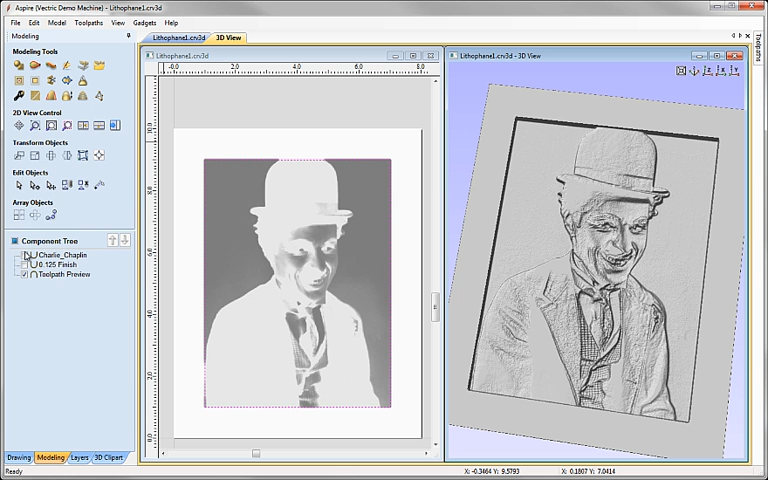 Aspire (Vectric Demo Machine) - [Lithophane1.crv3d]
File Edit Model Toolpaths View Gadgets Help
Modeling
Lithophane1.crv3d 3D View
Toolpaths
Modeling Tools
2D View Control
Transform Objects
Edit Objects
Array Objects
Component Tree
Charlie_Chaplin
0.125 Finish
Toolpath Preview
Lithophane1.crv3d
-0.0 2.0 4.0 6.0 8.0
10.0
8.0
6.0
4.0
2.0
0.0
Lithophane1.crv3d - 3D View
Drawing Modeling Layers 3D Clipart
Ready
X: -0.3464 Y: 9.5793
X: 0.1807 Y: 7.0414